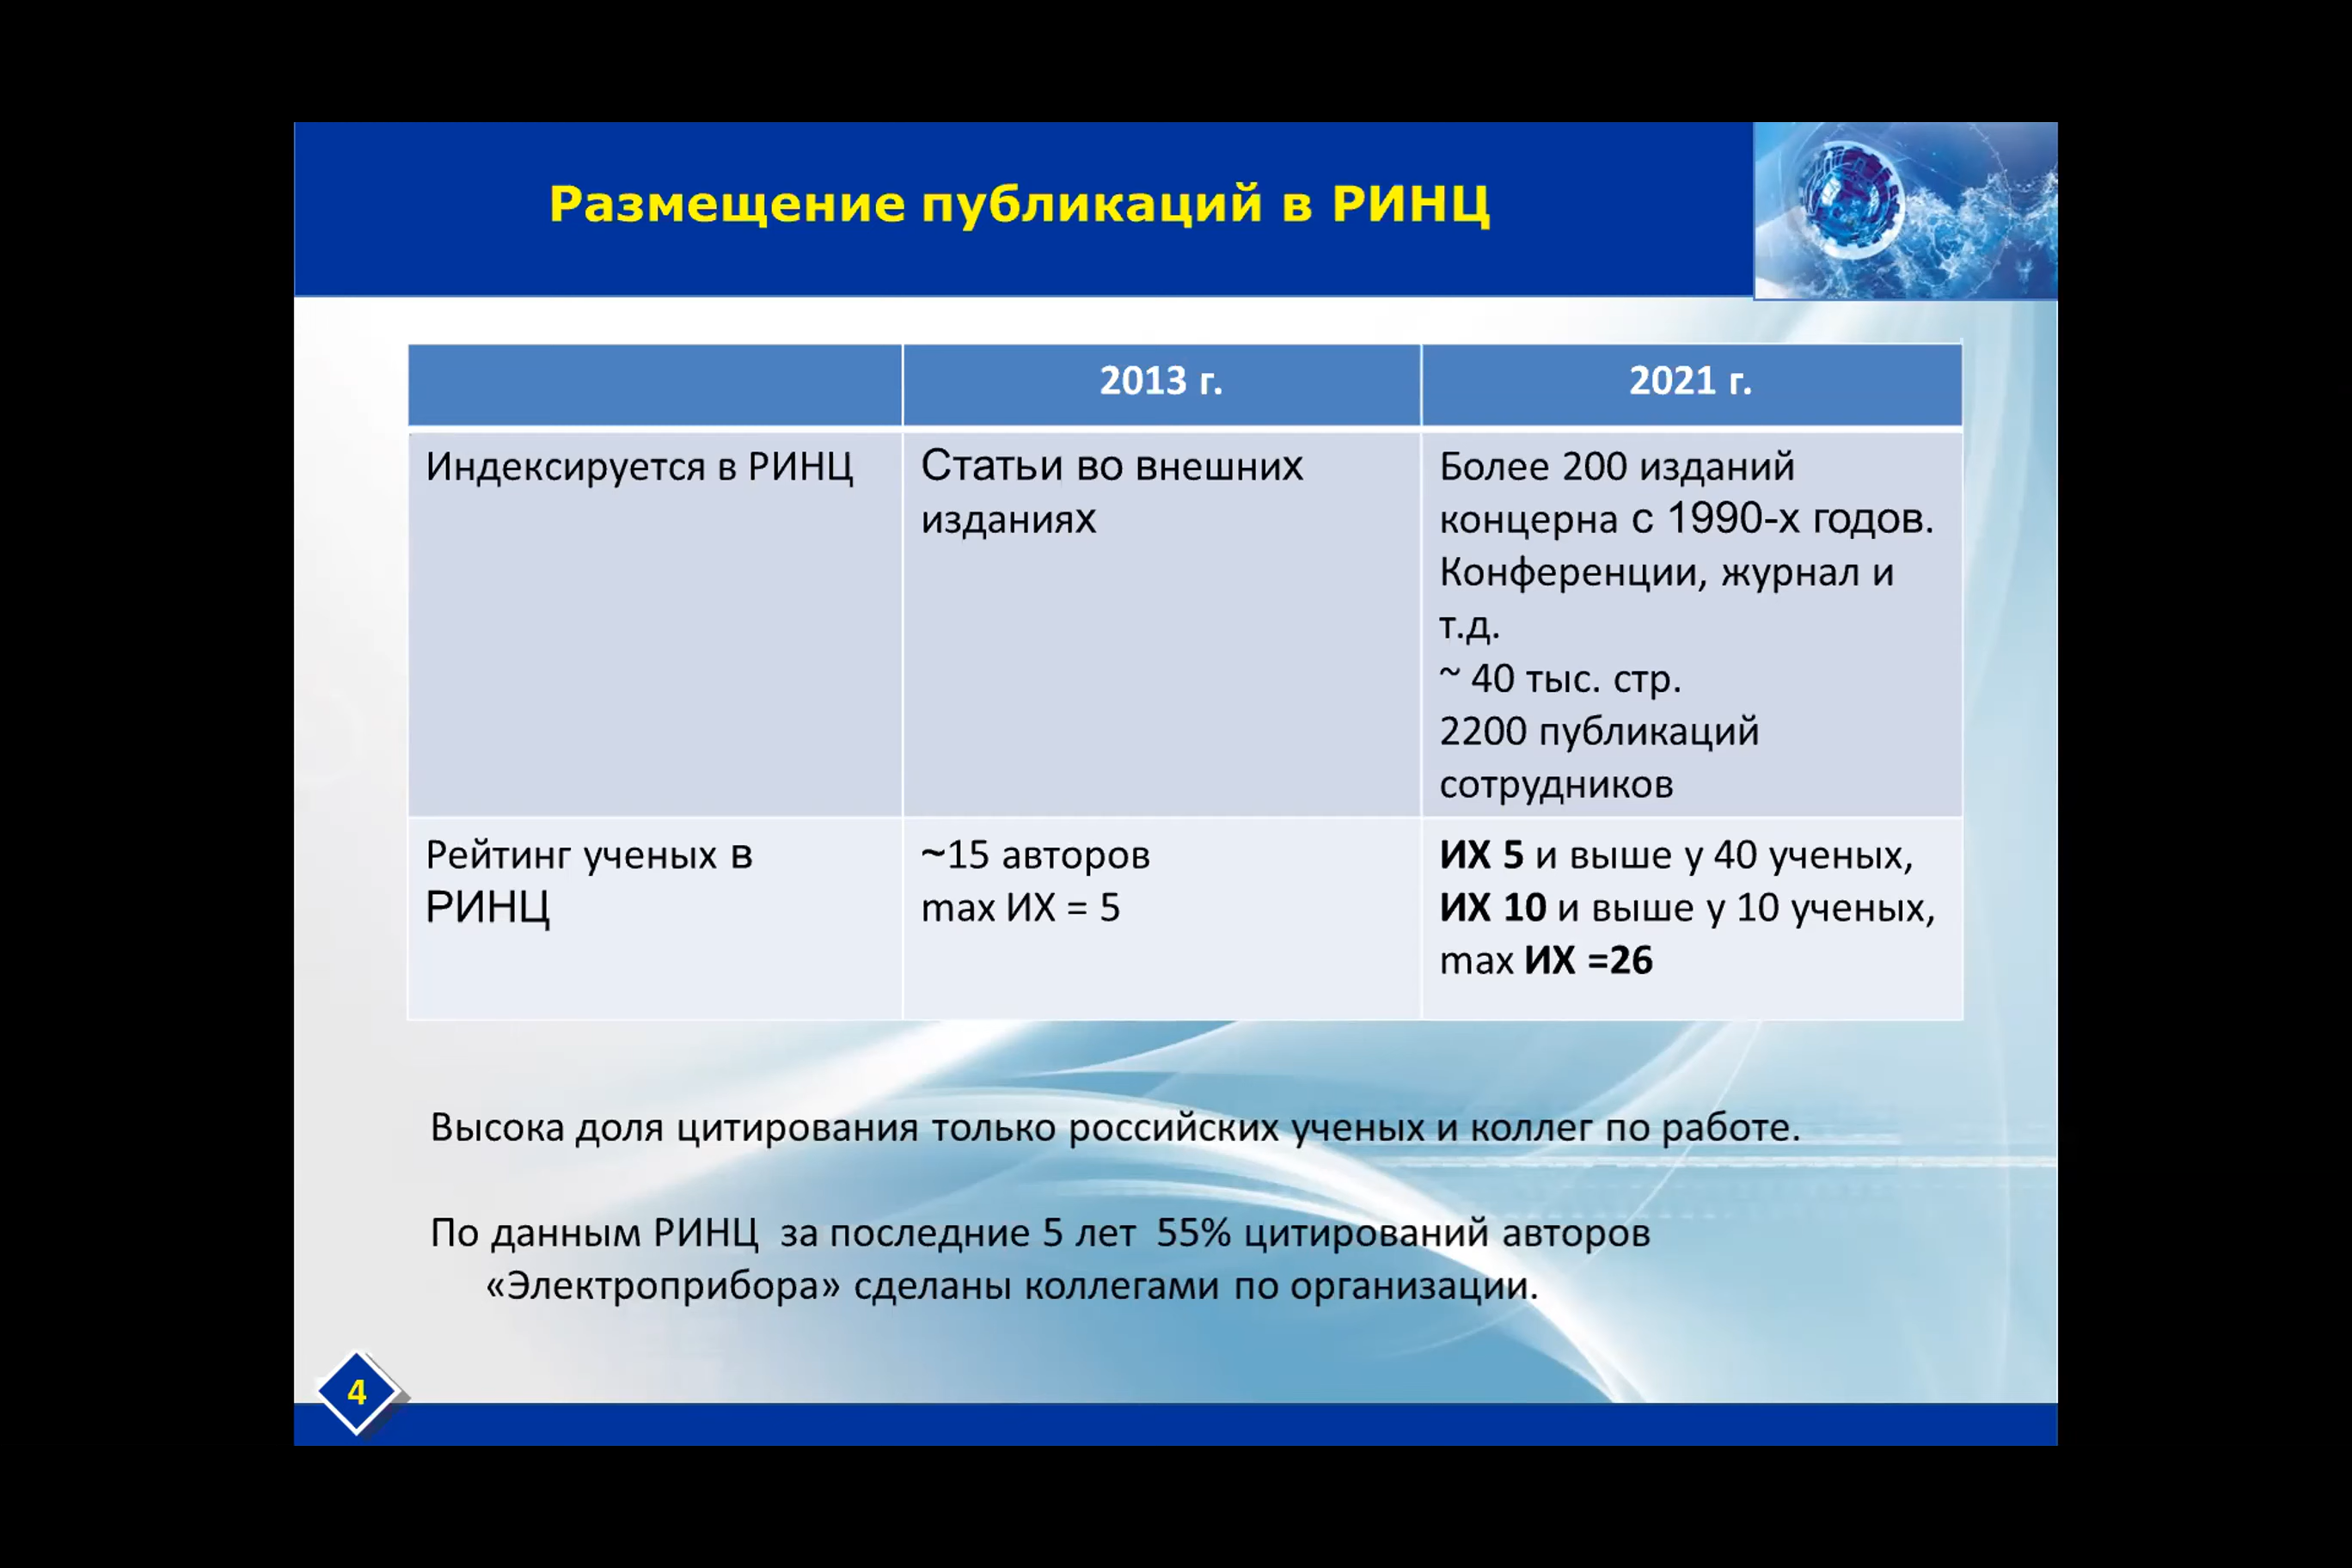 Размещение публикаций в РИНЦ
2013 г.
2021 г.
Индексируется в РИНЦ
Статьи во внешних
изданиях
Более 200 изданий
концерна с 1990-х годов.
Конференции, журнал и
т.д.
~ 40 тыс. стр.
2200 публикаций
сотрудников
Рейтинг ученых в
РИНЦ
~15 авторов
max ИХ = 5
ИХ 5 и выше у 40 ученых,
ИХ 10 и выше у 10 ученых,
max ИХ =26
Высока доля цитирования только российских ученых и коллег по работе.
По данным РИНЦ за последние 5 лет 55% цитирований авторов
«Электроприбора» сделаны коллегами по организации.
4